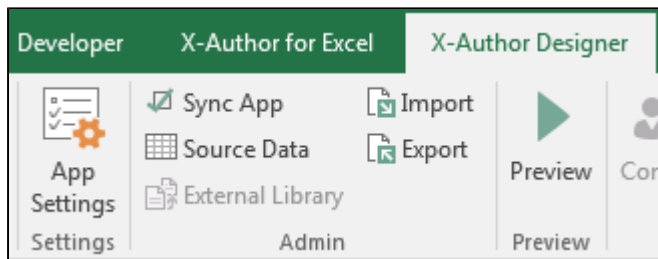 Developer X-Author for Excel X-Author Designer
App Settings
Settings
Sync App
Source Data
External Library
Import
Export
Admin
Preview
Preview